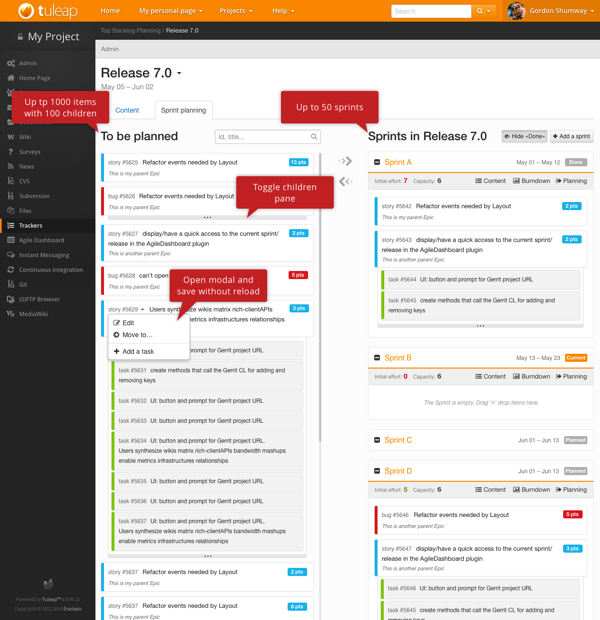 tuleap
Home
My personal page
Projects
Help
Search
Gordon Shumway
My Project
Top Backlog Planning / Release 7.0
Admin
Admin
Home Page
Wiki
Surveys
News
CVS
Subversion
Files
Trackers
Agile Dashboard
Instant Messaging
Continuous Integration
Git
(S)FTP Browser
MediaWiki
Release 7.0
May 05 – Jun 02
Content
Sprint planning
Up tp 1000 items
with 100 children
Up to 50 sprints
To be planned
Id, title...
story #5625 Refactor events needed by Layout
13 pts
This is my parent Epic
bug #5626 Refactor events needed by Layout
This is my parent Epic
Toggle children
pane
story #5627 display/have a quick access to the current sprint/
release in the AgileDashboard plugin
2 pts
This is another parent Epic
bug #5628 can't open
5 pts
This is my parent Epic
Open modal and
save without reload
story #5629 Users synthesize wikis matrix rich-clientAPIs
metrics infrastructures relationships
3 pts
Edit
Move to...
Add a task
button and prompt for Gerrit project URL
task #5631 create methods that call the Gerrit CL for adding and
removing keys
task #5632 UI: button and prompt for Gerrit project URL
task #5633 UI: button and prompt for Gerrit project URL
task #5634 UI: button and prompt for Gerrit project URL.
Users synthesize wikis matrix rich-clientAPIs bandwidth mashups
enable metrics infrastructures relationships
task #5635 UI: button and prompt for Gerrit project URL
task #5636 UI: button and prompt for Gerrit project URL
task #5637 UI: button and prompt for Gerrit project URL.
Users synthesize wikis matrix rich-clientAPIs bandwidth mashups
enable metrics infrastructures relationships
story #5637 Refactor events needed by Layout
2 pts
This is my parent Epic
story #5637 Refactor events needed by Layout
8 pts
This is my parent Epic
Sprints in Release 7.0
Hide «Done»
Add a sprint
Sprint A
May 01 – May 12
Done
Initial effort: 7 Capacity: 6
Content
Burndown
Planning
story #5642 Refactor events needed by Layout
2 pts
This is my parent Epic
story #5643 display/have a quick access to the current sprint/
release in the AgileDashboard plugin
2 pts
This is another parent Epic
task #5644 UI: button and prompt for Gerrit project URL
task #5645 create methods that call the Gerrit CL for adding and
removing keys
Sprint B
May 13 – May 23
Current
Initial effort: 0 Capacity: 6
Content
Burndown
Planning
The Sprint is empty. Drag 'n' drop items here.
Sprint C
Jun 01 – Jun 13
Planned
Sprint D
Jun 01 – Jun 13
Planned
Initial effort: 5 Capacity: 6
Content
Burndown
Planning
bug #5646 Refactor events needed by Layout
5 pts
This is another parent Epic
story #5647 display/have a quick access to the current sprint/
release in the AgileDashboard plugin
3 pts
This is another parent Epic
task #5648 UI: button and prompt for Gerrit project URL
task #5645 create methods that call the Gerrit CL for adding and
removing keys
Powered by Tuleap™
Copyright © 2011-2014 Enalean